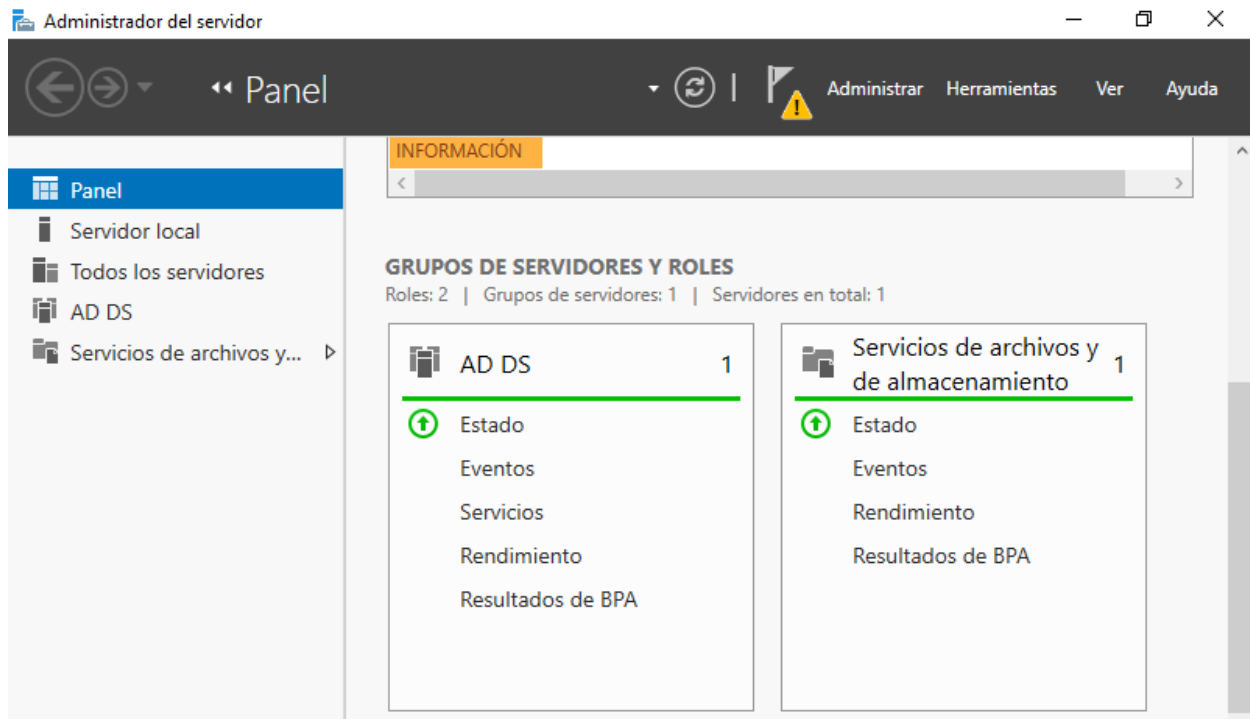 Administrador del servidor
Panel
Administrar Herramientas Ver Ayuda
Panel
Servidor local
Todos los servidores
AD DS
Servicios de archivos y...
INFORMACIÓN
GRUPOS DE SERVIDORES Y ROLES
Roles: 2 | Grupos de servidores: 1 | Servidores en total: 1
AD DS 1
Estado
Eventos
Servicios
Rendimiento
Resultados de BPA
Servicios de archivos y
de almacenamiento 1
Estado
Eventos
Rendimiento
Resultados de BPA